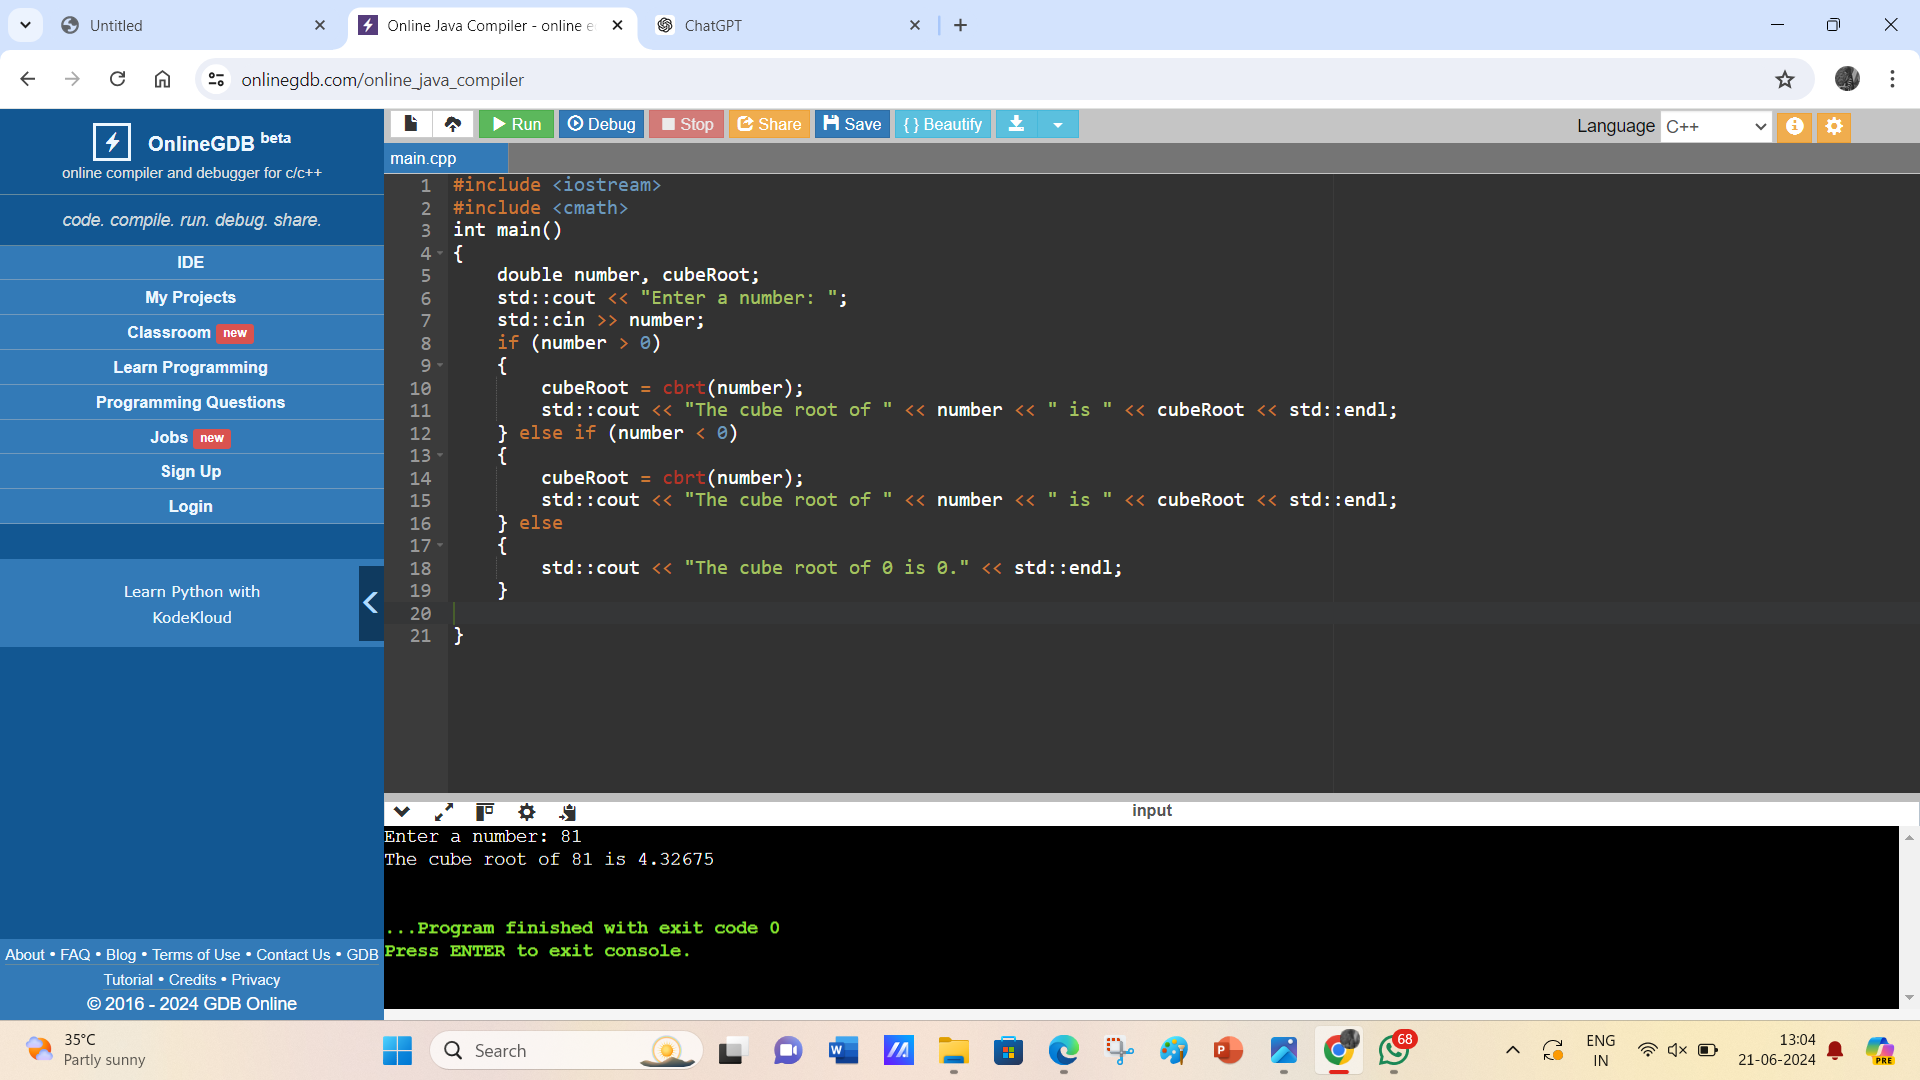 Untitled
Online Java Compiler - online e
ChatGPT
onlinegdb.com/online_java_compiler
OnlineGDB beta
online compiler and debugger for c/c++
code. compile. run. debug. share.
IDE
My Projects
Classroom new
Learn Programming
Programming Questions
Jobs new
Sign Up
Login
Learn Python with
KodeKloud
About • FAQ • Blog • Terms of Use • Contact Us • GDB
Tutorial • Credits • Privacy
© 2016 - 2024 GDB Online
Run Debug Stop Share Save { } Beautify
Language C++
main.cpp
1 #include <iostream>
2 #include <cmath>
3 int main()
4 {
5     double number, cubeRoot;
6     std::cout << "Enter a number: ";
7     std::cin >> number;
8     if (number > 0)
9     {
10         cubeRoot = cbrt(number);
11         std::cout << "The cube root of " << number << " is " << cubeRoot << std::endl;
12     } else if (number < 0)
13     {
14         cubeRoot = cbrt(number);
15         std::cout << "The cube root of " << number << " is " << cubeRoot << std::endl;
16     } else
17     {
18         std::cout << "The cube root of 0 is 0." << std::endl;
19     }
20
21 }
input
Enter a number: 81
The cube root of 81 is 4.32675
...Program finished with exit code 0
Press ENTER to exit console.
35°C
Partly sunny
Search
W
P
68
ENG
IN
13:04
21-06-2024
PRE